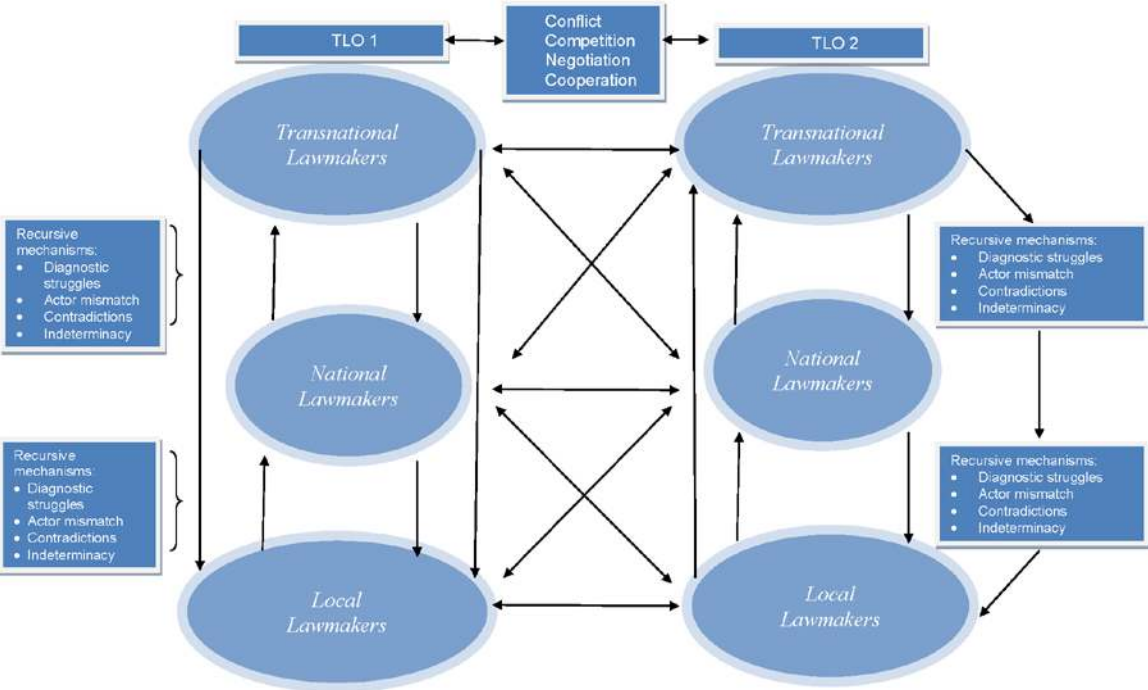 TLO 1
Conflict
Competition
Negotiation
Cooperation
TLO 2
Transnational
Lawmakers
Transnational
Lawmakers
Recursive
mechanisms:
• Diagnostic
struggles
• Actor mismatch
• Contradictions
• Indeterminacy
Recursive mechanisms:
• Diagnostic struggles
• Actor mismatch
• Contradictions
• Indeterminacy
National
Lawmakers
National
Lawmakers
Recursive
mechanisms:
• Diagnostic
struggles
• Actor mismatch
• Contradictions
• Indeterminacy
Recursive mechanisms:
• Diagnostic struggles
• Actor mismatch
• Contradictions
• Indeterminacy
Local
Lawmakers
Local
Lawmakers